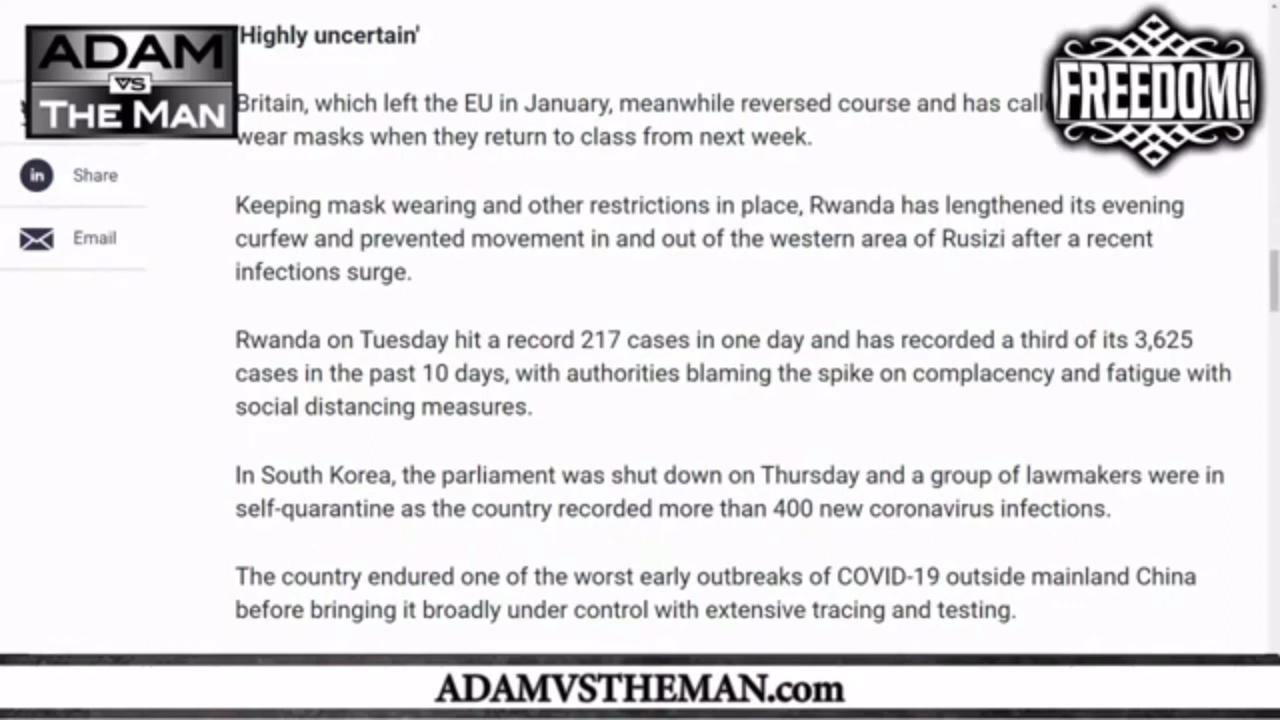 ADAM
VS
THE MAN
FREEDOM!
'Highly uncertain'
Britain, which left the EU in January, meanwhile reversed course and has call
wear masks when they return to class from next week.
Share
Keeping mask wearing and other restrictions in place, Rwanda has lengthened its evening
Email
curfew and prevented movement in and out of the western area of Rusizi after a recent
infections surge.
Rwanda on Tuesday hit a record 217 cases in one day and has recorded a third of its 3,625
cases in the past 10 days, with authorities blaming the spike on complacency and fatigue with
social distancing measures.
In South Korea, the parliament was shut down on Thursday and a group of lawmakers were in
self-quarantine as the country recorded more than 400 new coronavirus infections.
The country endured one of the worst early outbreaks of COVID-19 outside mainland China
before bringing it broadly under control with extensive tracing and testing.
ADAMVSTHEMAN.com